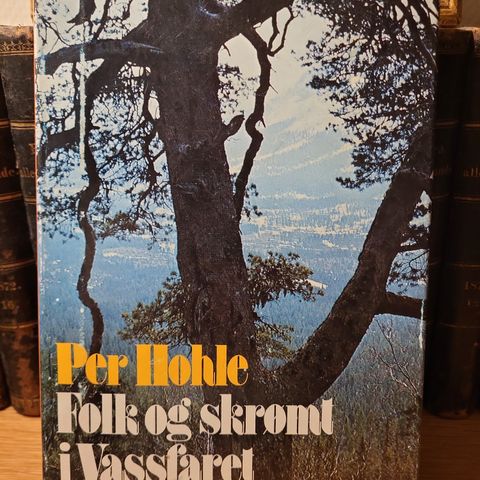 Per Hohle
Folk og skrømt
i Vassfaret